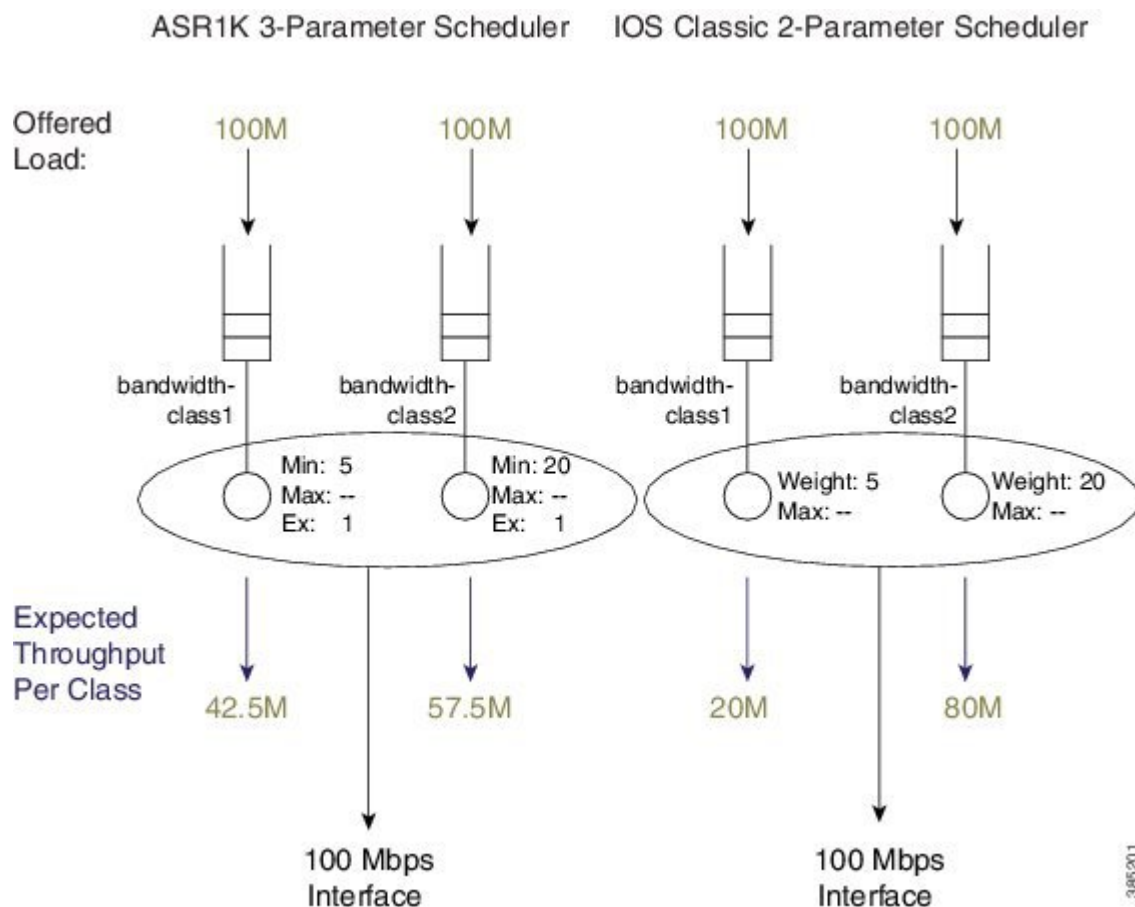 ASR1K 3-Parameter Scheduler
IOS Classic 2-Parameter Scheduler
Offered
Load:
100M
100M
100M
100M
bandwidth-
class1
bandwidth-
class2
bandwidth-
class1
bandwidth-
class2
Min: 5
Max: --
Ex: 1
Min: 20
Max: --
Ex: 1
Weight: 5
Max: --
Weight: 20
Max: --
Expected
Throughput
Per Class
42.5M
57.5M
20M
80M
100 Mbps
Interface
100 Mbps
Interface
385201